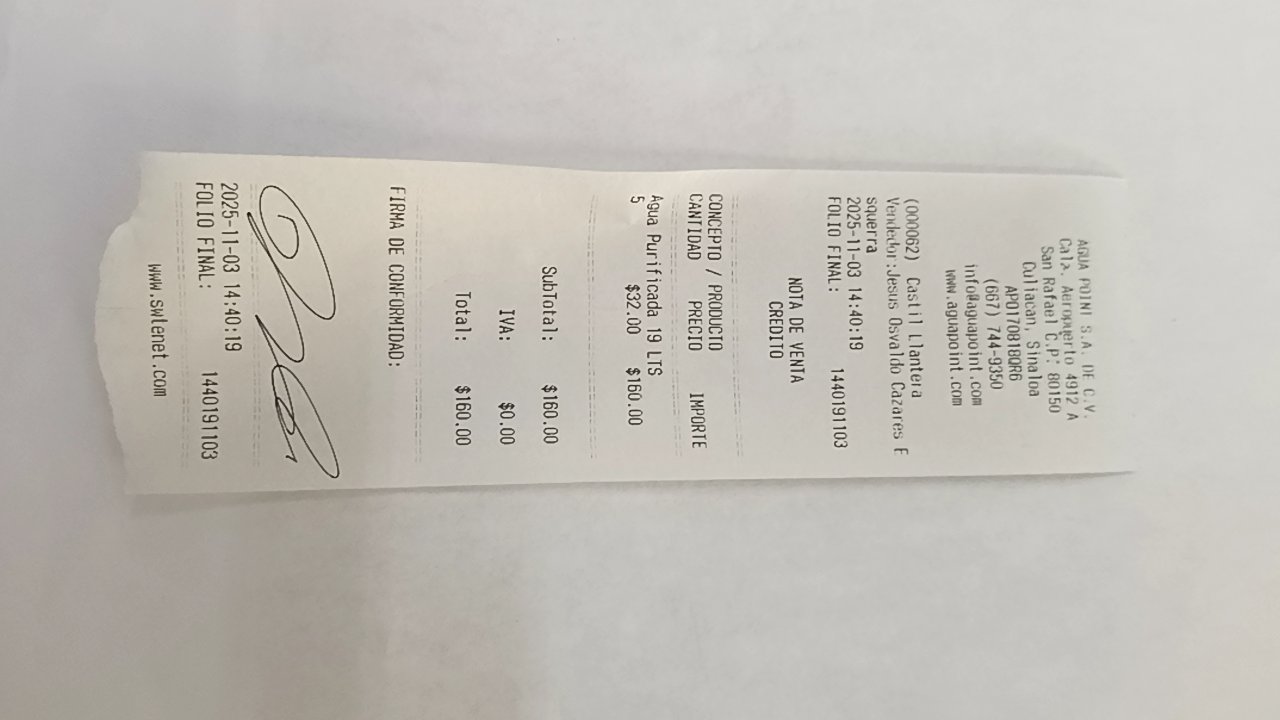 AGUA POINT S.A. DE C.V.
Calz. Aeropuerto 4912 A
San Rafael C.P. 80150
Culiacan, Sinaloa
APO170818QR6
(667) 744-9350
info@aguapoint.com
www.aguapoint.com
(000062) Castil Llantera
Vendedor:Jesus Osvaldo Cazares E
squerra
2025-11-03 14:40:19
FOLIO FINAL: 1440191103
NOTA DE VENTA
CREDITO
CONCEPTO / PRODUCTO
CANTIDAD PRECIO IMPORTE
Agua Purificada 19 LTS
5 $32.00 $160.00
SubTotal: $160.00
IVA: $0.00
Total: $160.00
FIRMA DE CONFORMIDAD:
2025-11-03 14:40:19
FOLIO FINAL: 1440191103
www.swtenet.com